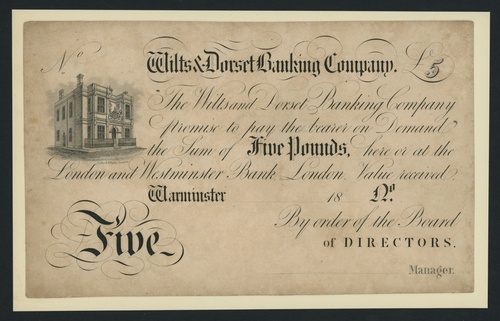 No
Wilts & Dorset Banking Company.
£5
The Wilts and Dorset Banking Company
promise to pay the bearer on Demand
the Sum of Five Pounds, here or at the
London and Westminster Bank London Value received
Warminster 18 No.
By order of the Board
of DIRECTORS.
Five
Manager.